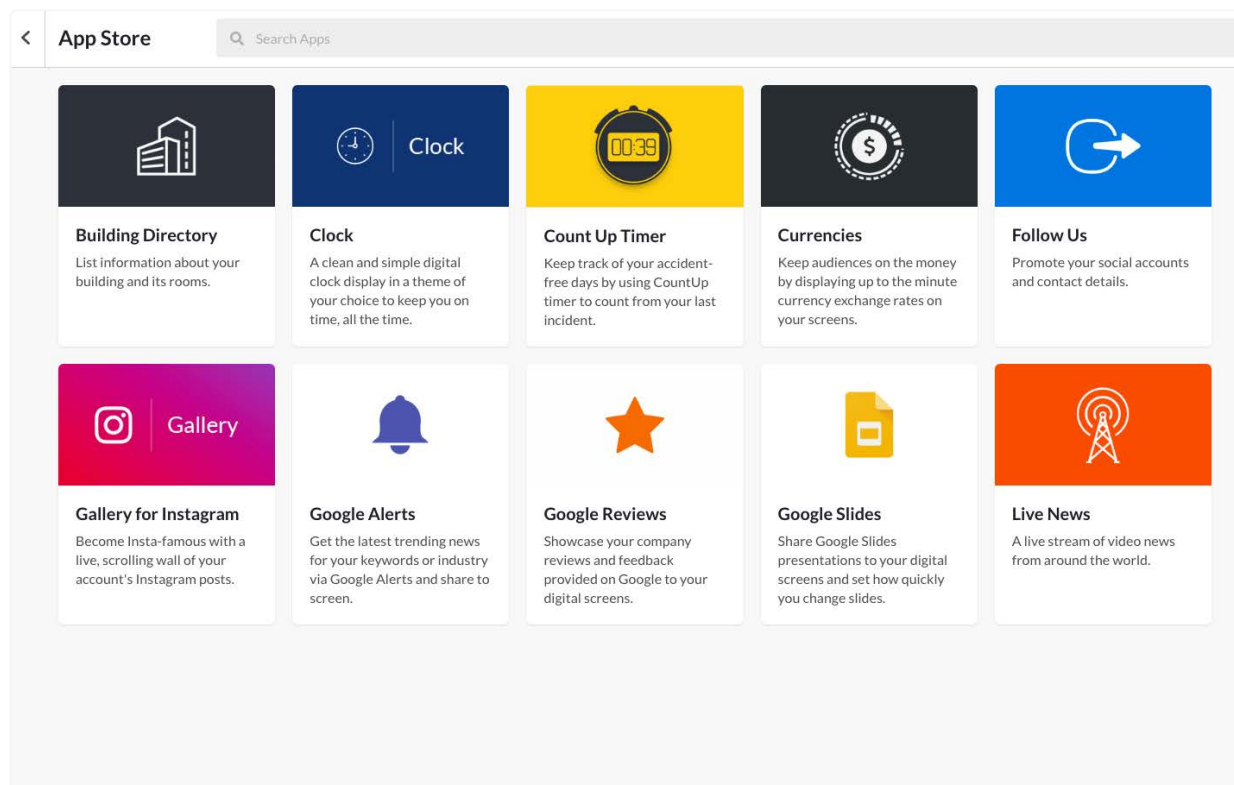 App Store
Search Apps
Clock
00:39
$
Building Directory
List information about your
building and its rooms.
Clock
A clean and simple digital
clock display in a theme of
your choice to keep you on
time, all the time.
Count Up Timer
Keep track of your accident-
free days by using CountUp
timer to count from your last
incident.
Currencies
Keep audiences on the money
by displaying up to the minute
currency exchange rates on
your screens.
Follow Us
Promote your social accounts
and contact details.
Gallery
Gallery for Instagram
Become Insta-famous with a
live, scrolling wall of your
account's Instagram posts.
Google Alerts
Get the latest trending news
for your keywords or industry
via Google Alerts and share to
screen.
Google Reviews
Showcase your company
reviews and feedback
provided on Google to your
digital screens.
Google Slides
Share Google Slides
presentations to your digital
screens and set how quickly
you change slides.
Live News
A live stream of video news
from around the world.